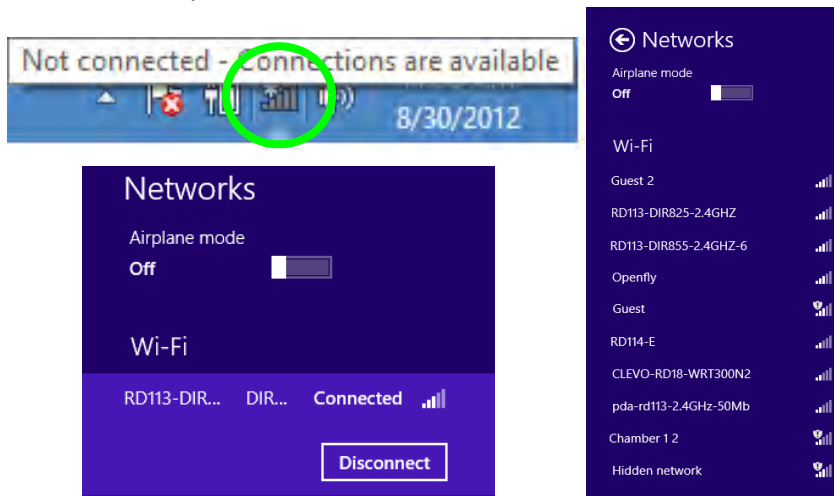 Not connected - Connections are available
8/30/2012
Networks
Airplane mode
Off
Wi-Fi
RD113-DIR... DIR... Connected
Disconnect
Networks
Airplane mode
Off
Wi-Fi
Guest 2
RD113-DIR825-2.4GHZ
RD113-DIR855-2.4GHZ-6
Openfly
Guest
RD114-E
CLEVO-RD18-WRT300N2
pda-rd113-2.4GHz-50Mb
Chamber 1 2
Hidden network